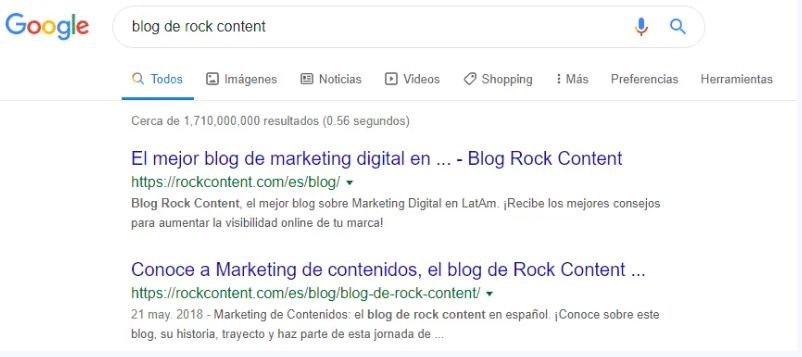 Google blog de rock content
Todos Imágenes Noticias Videos Shopping Más Preferencias Herramientas
Cerca de 1,710,000,000 resultados (0.56 segundos)
El mejor blog de marketing digital en ... - Blog Rock Content
https://rockcontent.com/es/blog/
Blog Rock Content, el mejor blog sobre Marketing Digital en LatAm. ¡Recibe los mejores consejos
para aumentar la visibilidad online de tu marca!
Conoce a Marketing de contenidos, el blog de Rock Content ...
https://rockcontent.com/es/blog/blog-de-rock-content/
21 may. 2018 - Marketing de Contenidos: el blog de rock content en español. ¡Conoce sobre este
blog, su historia, trayecto y haz parte de esta jornada de ...